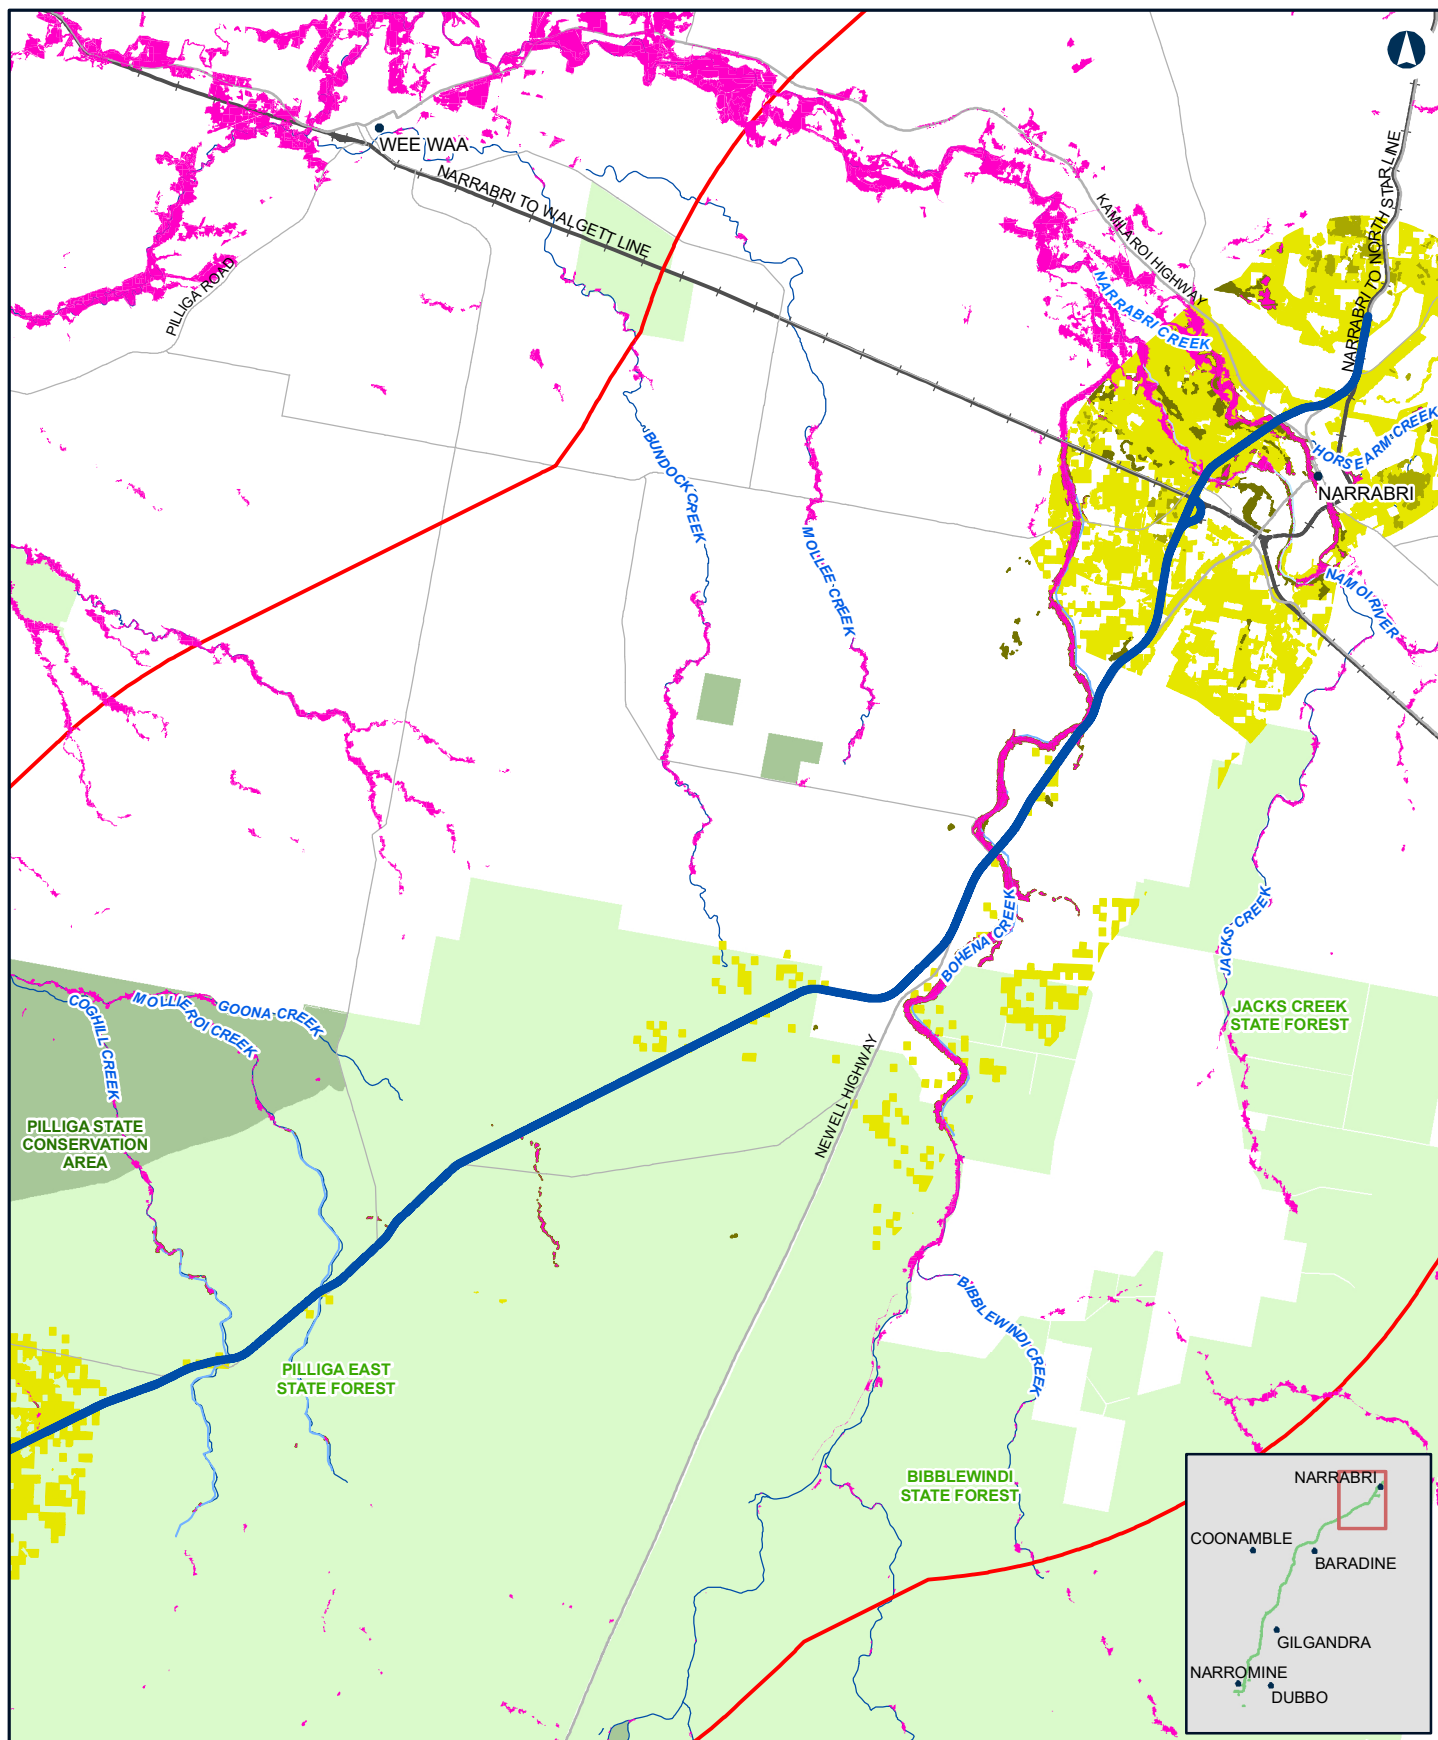 WEE WAA
NARRABRI TO WALGETT LINE
PILLIGA ROAD
KAMILAROI HIGHWAY
NARRABRI CREEK
NARRABRI TO NORTH STAR LINE
HORSEARM CREEK
NARRABRI
NAMOI RIVER
BUNDOCK CREEK
MOLLEE CREEK
JACKS CREEK
BOHENA CREEK
COGHILL CREEK
MOLLIEROI CREEK
GOONA CREEK
JACKS CREEK
STATE FOREST
NEWELL HIGHWAY
PILLIGA STATE
CONSERVATION
AREA
BIBBLEWINDI CREEK
PILLIGA EAST
STATE FOREST
BIBBLEWINDI
STATE FOREST
NARRABRI
COONAMBLE
BARADINE
GILGANDRA
NARROMINE
DUBBO